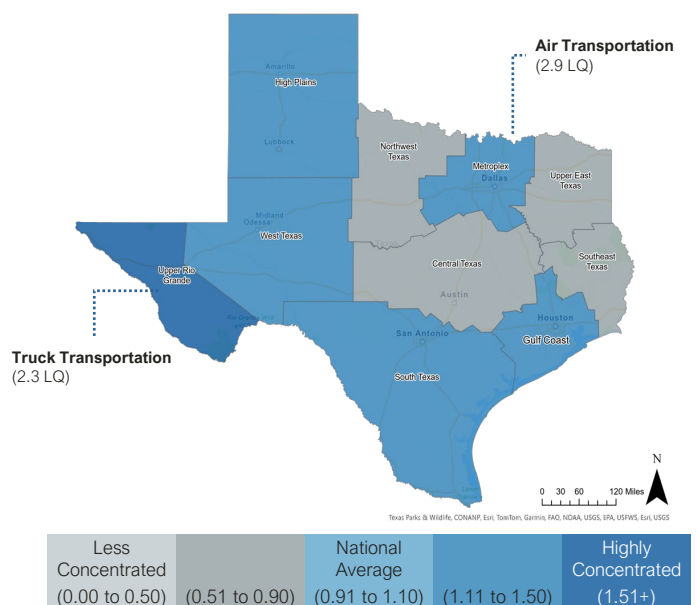 Air Transportation
(2.9 LQ)
Amarillo
High Plains
Lubbock
Northwest
Texas
Metroplex
Dallas
Upper East
Texas
Midland
Odessa
West Texas
Upper Rio
Grande
Central Texas
Southeast
Texas
Austin
Truck Transportation
(2.3 LQ)
San Antonio
Houston
Gulf Coast
South Texas
N
0 30 60 120 Miles
Texas Parks & Wildlife, CONANP, Esri, TomTom, Garmin, FAO, NOAA, USGS, EPA, USFWS, Esri, USGS
Less
Concentrated
(0.00 to 0.50)
(0.51 to 0.90)
National
Average
(0.91 to 1.10)
(1.11 to 1.50)
Highly
Concentrated
(1.51+)